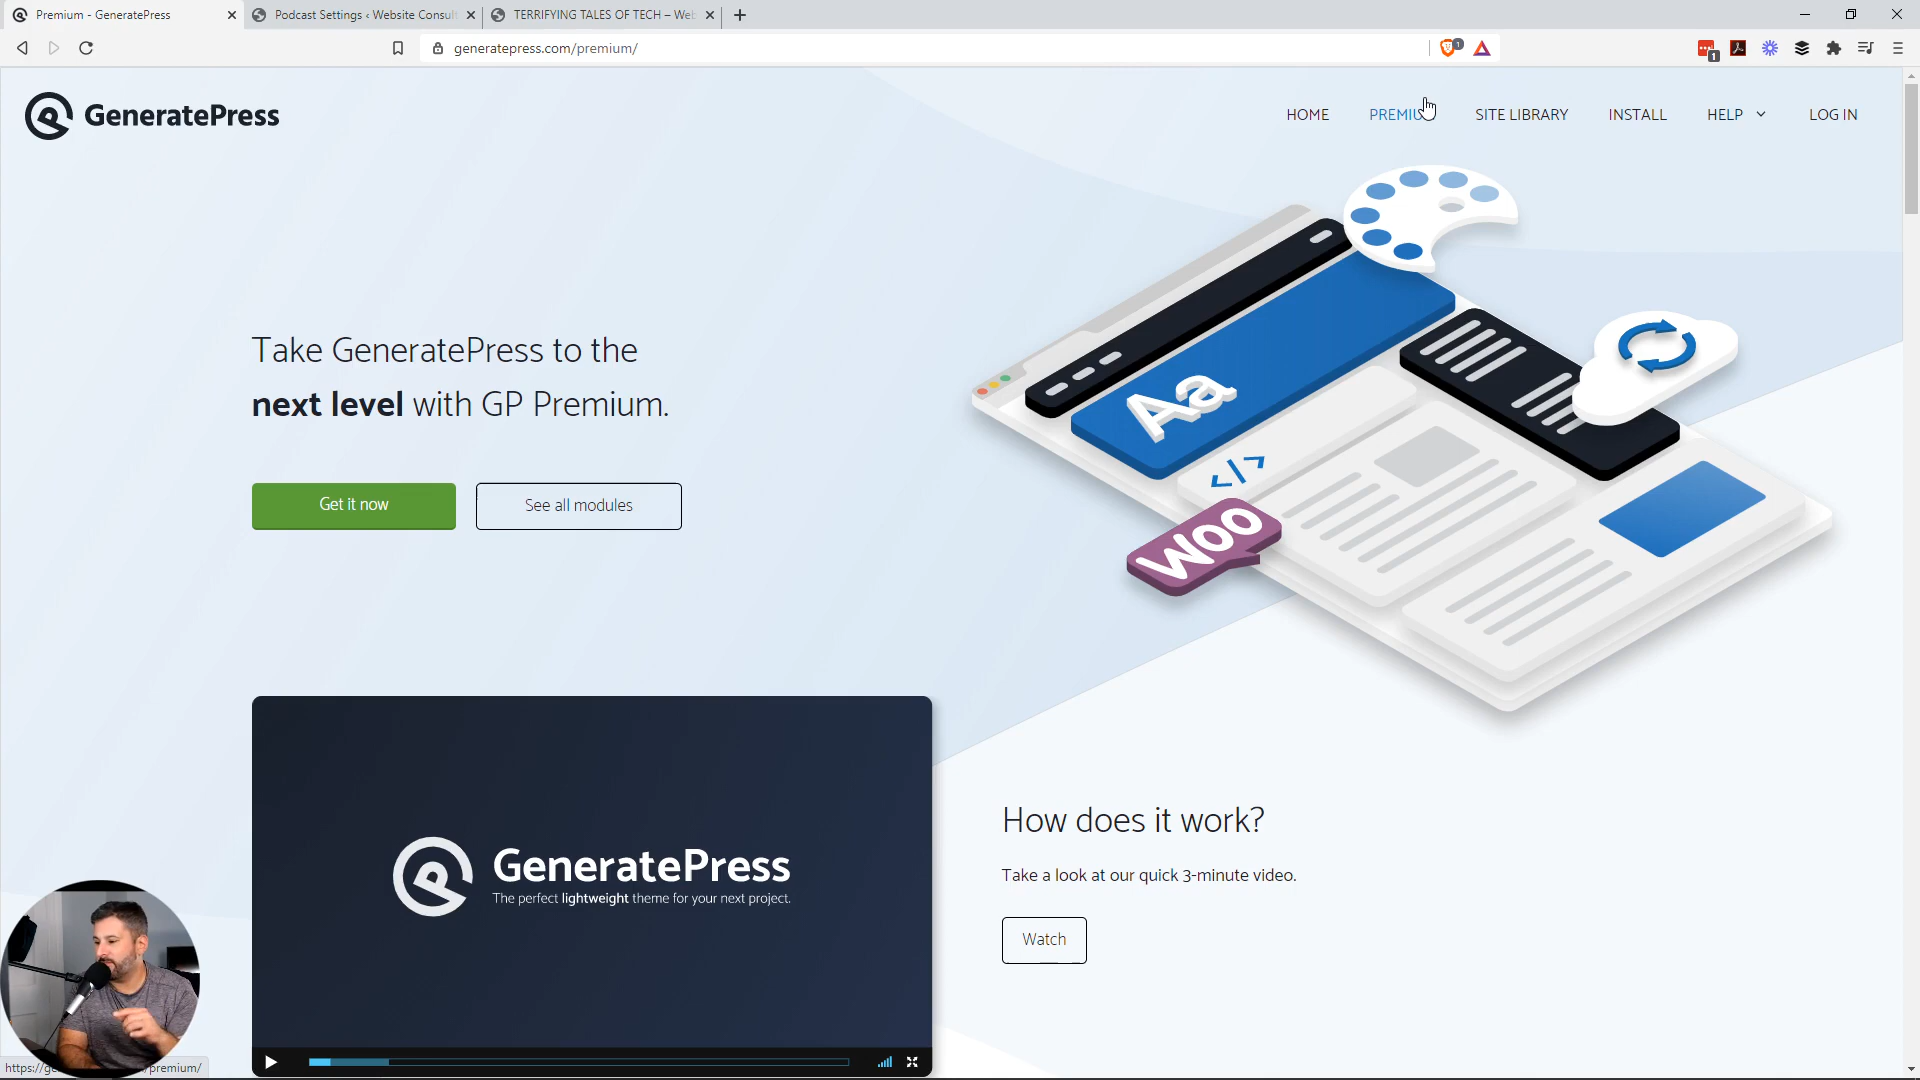 Premium - GeneratePress
Podcast Settings ‹ Website Consult
TERRIFYING TALES OF TECH – Web
generatepress.com/premium/
1
1
GeneratePress
HOME
PREMIUM
SITE LIBRARY
INSTALL
HELP
LOG IN
Take GeneratePress to the
next level with GP Premium.
Get it now
See all modules
Aa
</>
Woo
GeneratePress
The perfect lightweight theme for your next project.
How does it work?
Take a look at our quick 3-minute video.
Watch
https://ge
/premium/